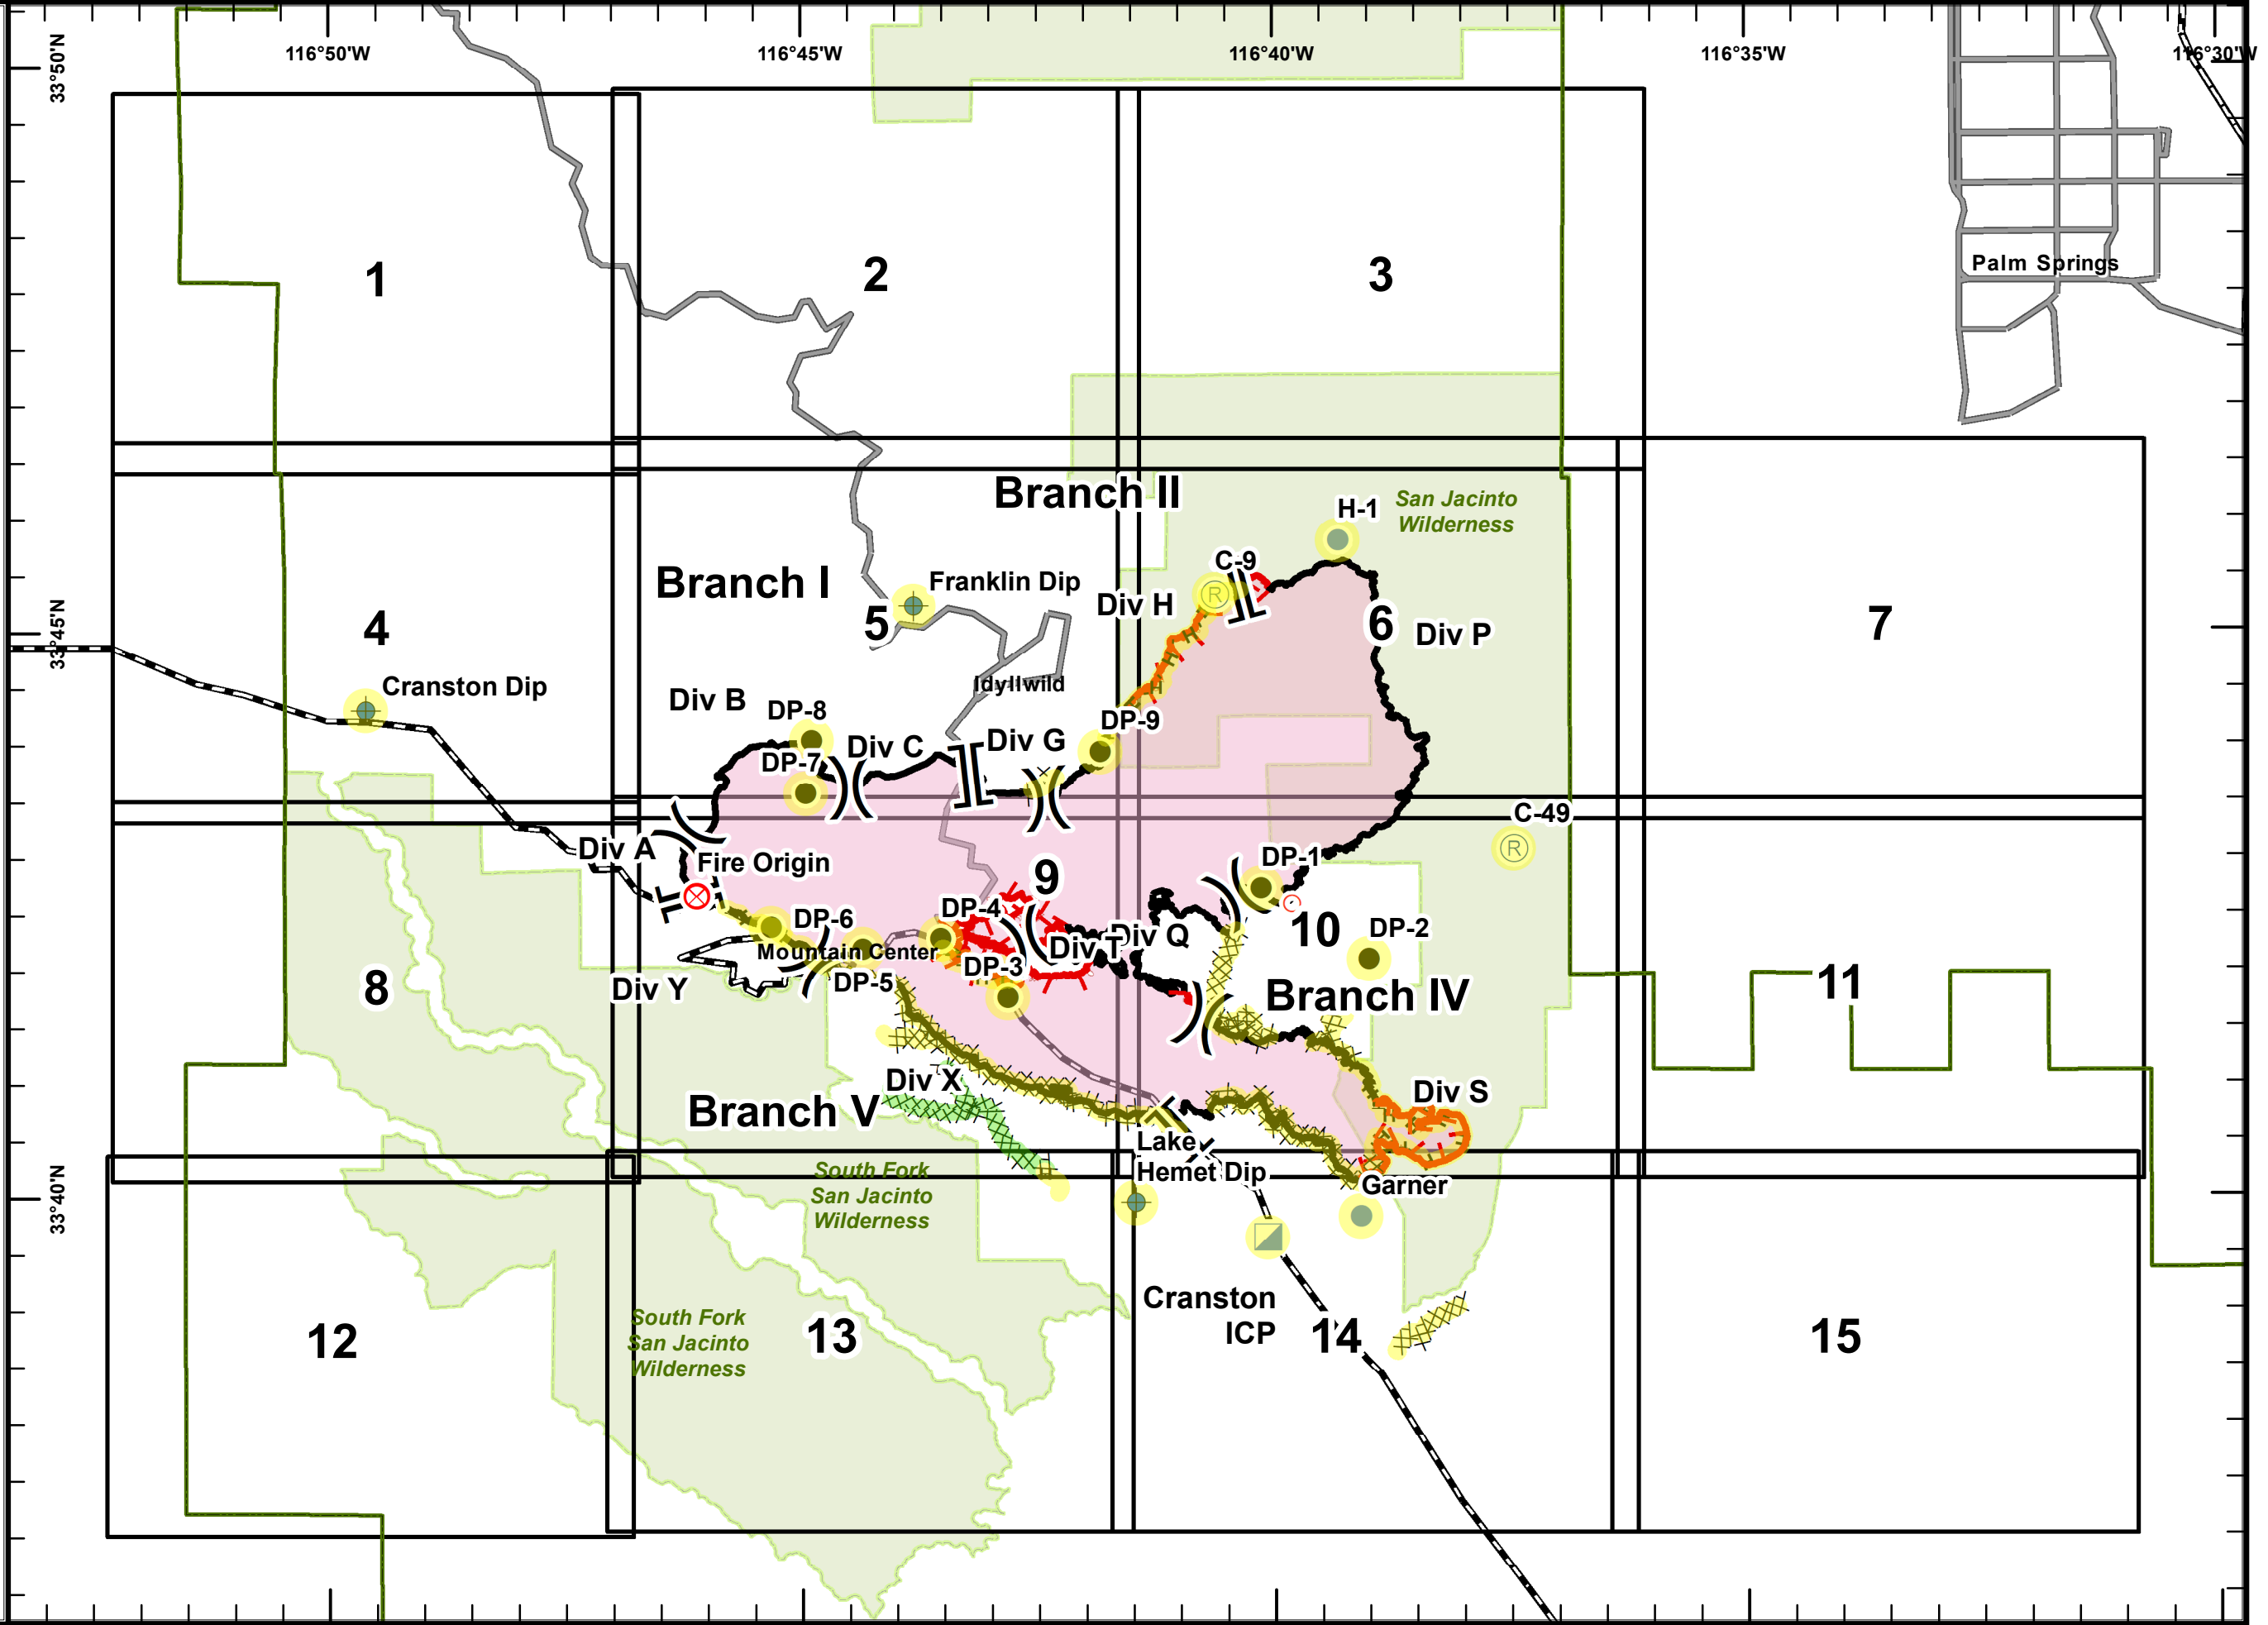 116°50'W
116°45'W
116°40'W
116°35'W
116°30'W
33°50'N
1
2
3
Palm Springs
Branch II
San Jacinto
Wilderness
H-1
C-9
Branch I
Franklin Dip
Div H
5
4
6
Div P
7
33°45'N
Idyllwild
Cranston Dip
Div B
DP-8
DP-9
Div C
Div G
DP-7
C-49
Div A
Fire Origin
DP-1
9
DP-4
DP-6
10
DP-2
Div Q
Div T
Mountain Center
DP-3
DP-5
8
Div Y
Branch IV
11
Div X
Div S
Branch V
Lake
Hemet Dip
South Fork
San Jacinto
Wilderness
Garner
33°40'N
Cranston
ICP
South Fork
San Jacinto
Wilderness
12
13
14
15
R
R
H
H
H